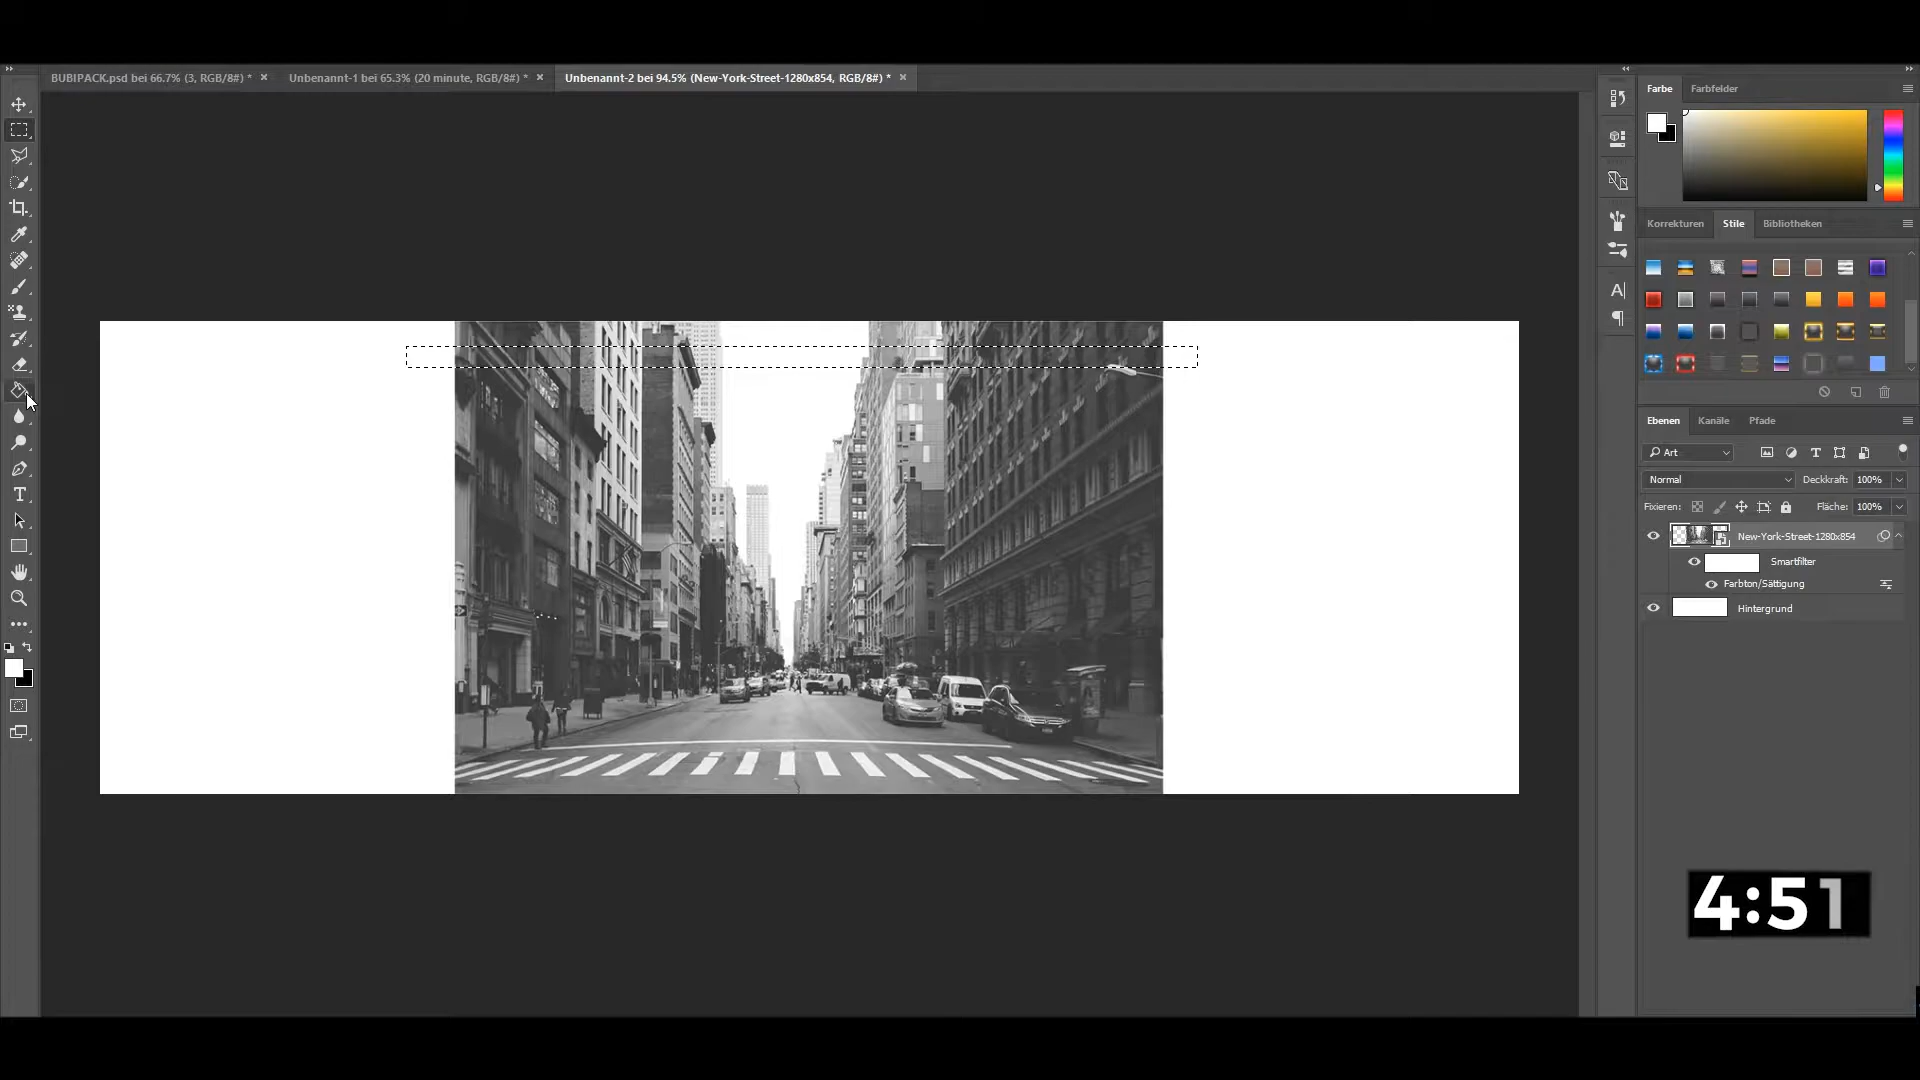 BUBIPACK.psd bei 66.7% (3, RGB/8#) *
Unbenannt-1 bei 65.3% (20 minute, RGB/8#) *
Unbenannt-2 bei 94.5% (New-York-Street-1280x854, RGB/8#) *
Farbe
Farbfelder
Korrekturen
Stile
Bibliotheken
Ebenen
Kanäle
Pfade
Art
Normal
Deckkraft: 100%
Fixieren:
Fläche: 100%
New-York-Street-1280x854
Smartfilter
Farbton/Sättigung
Hintergrund
4:51